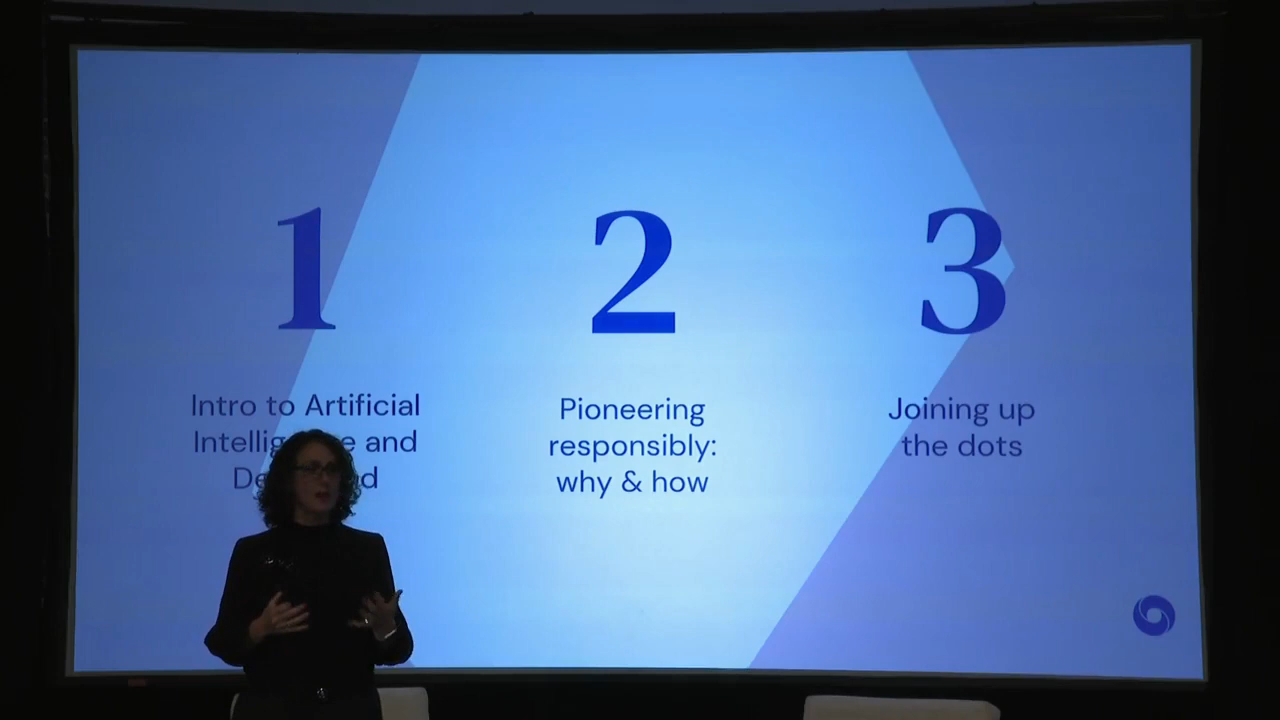 1
Intro to Artificial
and
2
Pioneering
responsibly:
why & how
3
Joining up
the dots